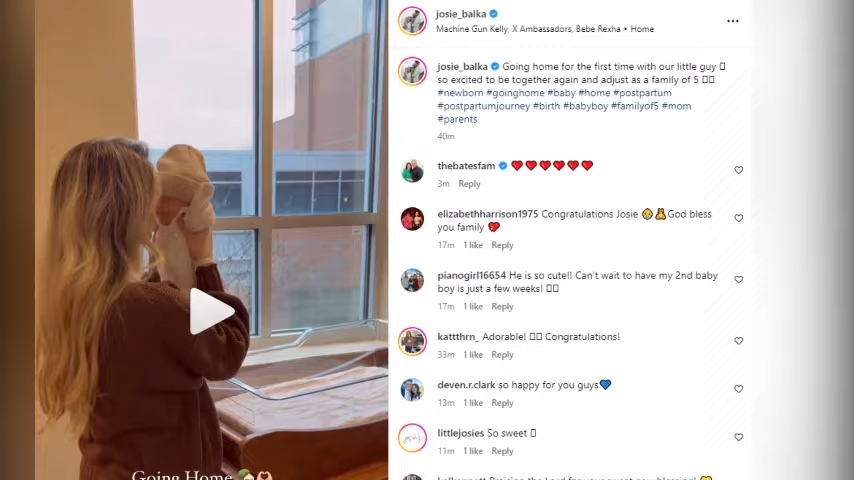 josie_balka
Machine Gun Kelly, X Ambassadors, Bebe Rexha • Home
josie_balka Going home for the first time with our little guy
so excited to be together again and adjust as a family of 5
#newborn #goinghome #baby #home #postpartum
#postpartumjourney #birth #babyboy #familyof5 #mom
#parents
40m
thebatesfam ❤️❤️❤️❤️❤️❤️
3m Reply
elizabethharrison1975 Congratulations Josie 👶🧸God bless
you family ❤️
17m 1 like Reply
pianogirl16654 He is so cute!! Can't wait to have my 2nd baby
boy is just a few weeks!
17m 1 like Reply
kattthrn_ Adorable! Congratulations!
33m 1 like Reply
deven.r.clark so happy for you guys💙
13m 1 like Reply
littlejosies So sweet
11m 1 like Reply
Going Home